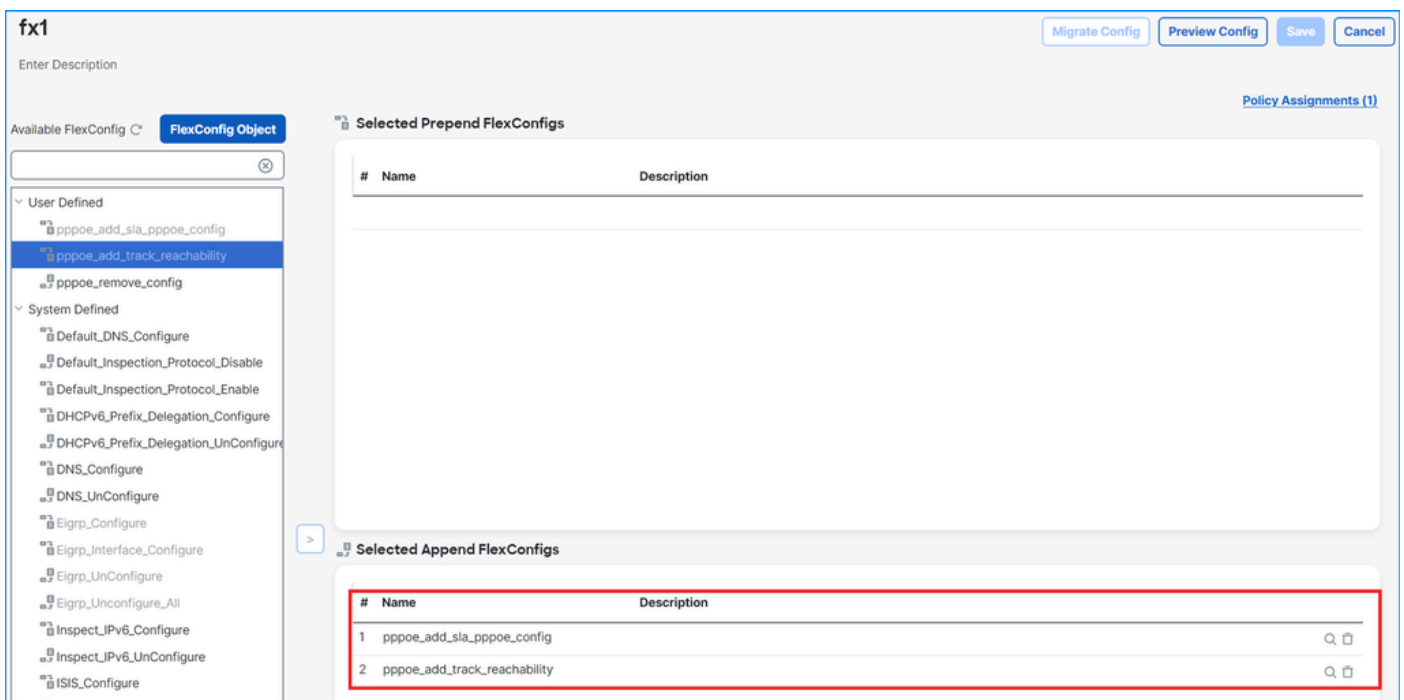 fx1
Migrate Config
Preview Config
Save
Cancel
Enter Description
Policy Assignments (1)
Available FlexConfig
FlexConfig Object
User Defined
pppoe_add_sla_pppoe_config
pppoe_add_track_reachability
pppoe_remove_config
System Defined
Default_DNS_Configure
Default_Inspection_Protocol_Disable
Default_Inspection_Protocol_Enable
DHCPv6_Prefix_Delegation_Configure
DHCPv6_Prefix_Delegation_UnConfigure
DNS_Configure
DNS_UnConfigure
Eigrp_Configure
Eigrp_Interface_Configure
Eigrp_UnConfigure
Eigrp_Unconfigure_All
Inspect_IPv6_Configure
Inspect_IPv6_UnConfigure
ISIS_Configure
>
Selected Prepend FlexConfigs
# Name Description
Selected Append FlexConfigs
# Name Description
1 pppoe_add_sla_pppoe_config
2 pppoe_add_track_reachability